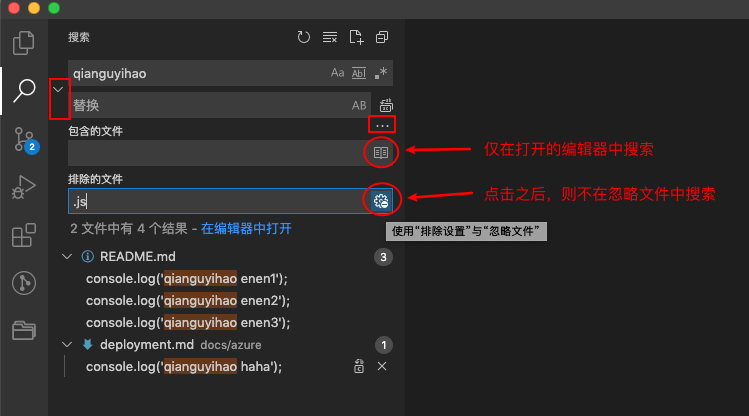 搜索
qianguyihao
Aa Abl .*
替换
AB
...
包含的文件
仅在打开的编辑器中搜索
排除的文件
.js
点击之后，则不在忽略文件中搜索
2 文件中有 4 个结果 - 在编辑器中打开
使用“排除设置”与“忽略文件”
README.md 3
console.log('qianguyihao enen1');
console.log('qianguyihao enen2');
console.log('qianguyihao enen3');
deployment.md docs/azure 1
console.log('qianguyihao haha');
2